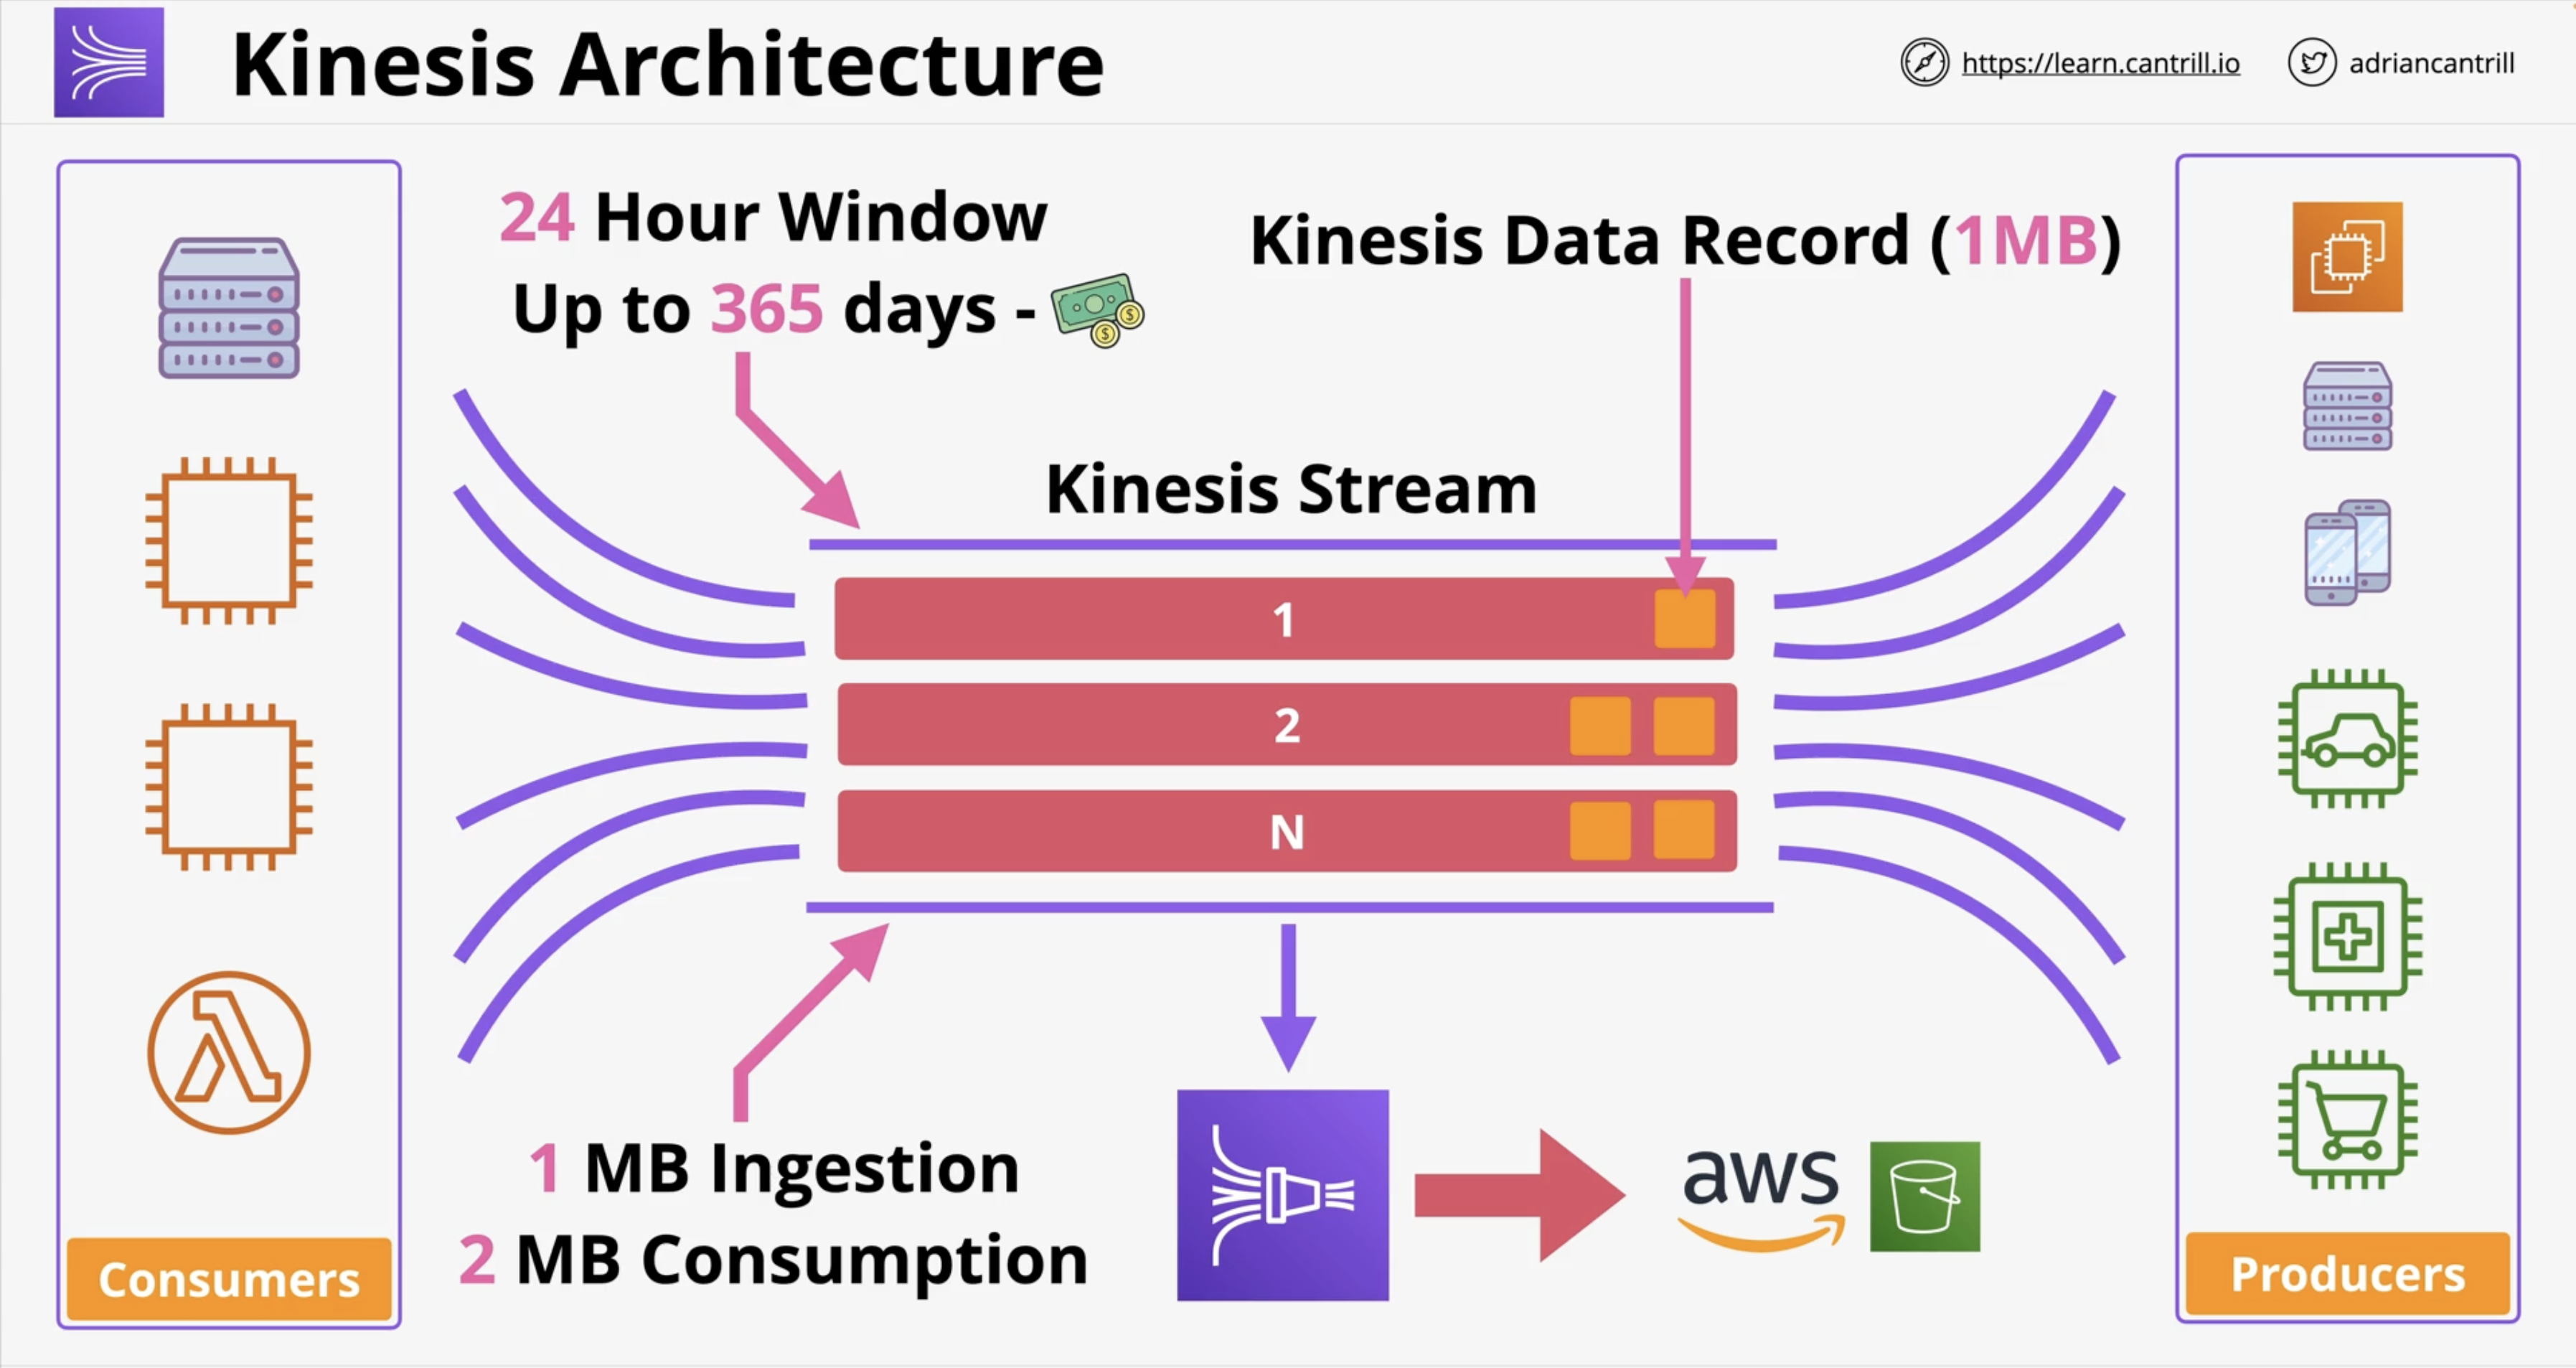 Kinesis Architecture
https://learn.cantrill.io
adriancantrill
24 Hour Window
Up to 365 days -
Kinesis Data Record (1MB)
Kinesis Stream
1
2
N
1 MB Ingestion
2 MB Consumption
aws
Consumers
Producers